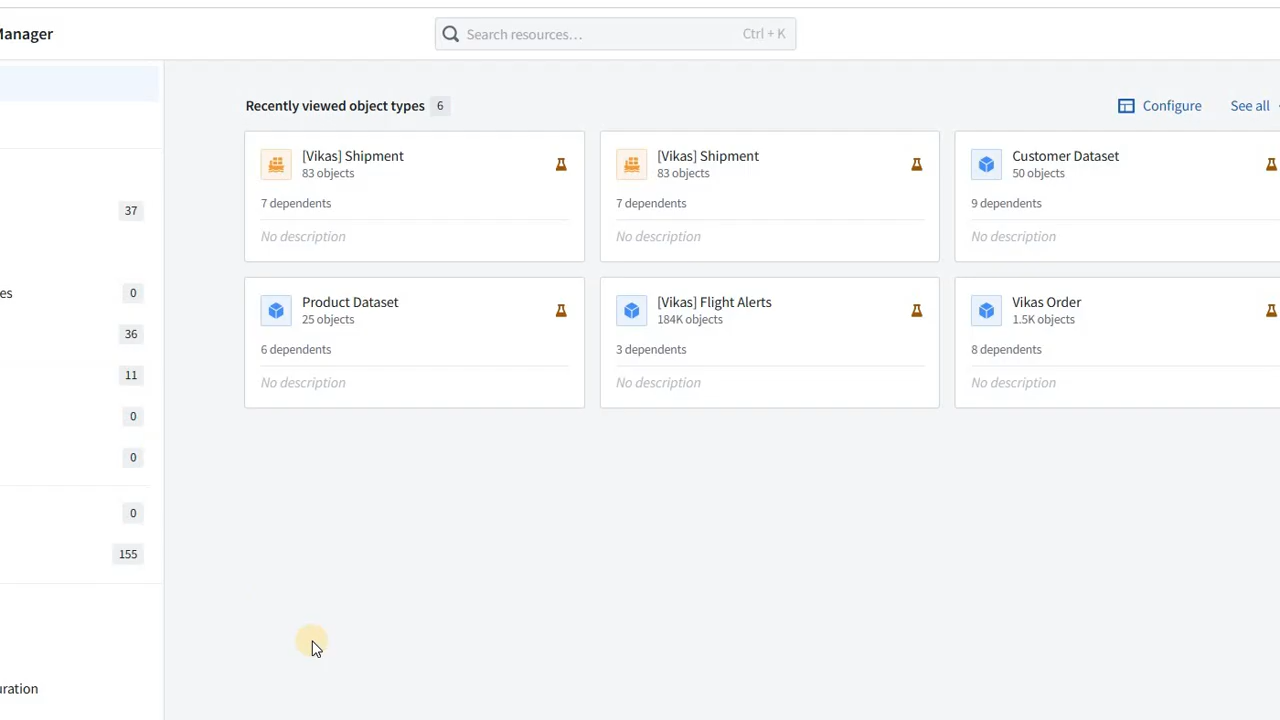 Manager
Search resources… Ctrl + K
Recently viewed object types 6
Configure
See all
[Vikas] Shipment
83 objects
7 dependents
No description
[Vikas] Shipment
83 objects
7 dependents
No description
Customer Dataset
50 objects
9 dependents
No description
Product Dataset
25 objects
6 dependents
No description
[Vikas] Flight Alerts
184K objects
3 dependents
No description
Vikas Order
1.5K objects
8 dependents
No description
37
es 0
36
11
0
0
0
155
uration